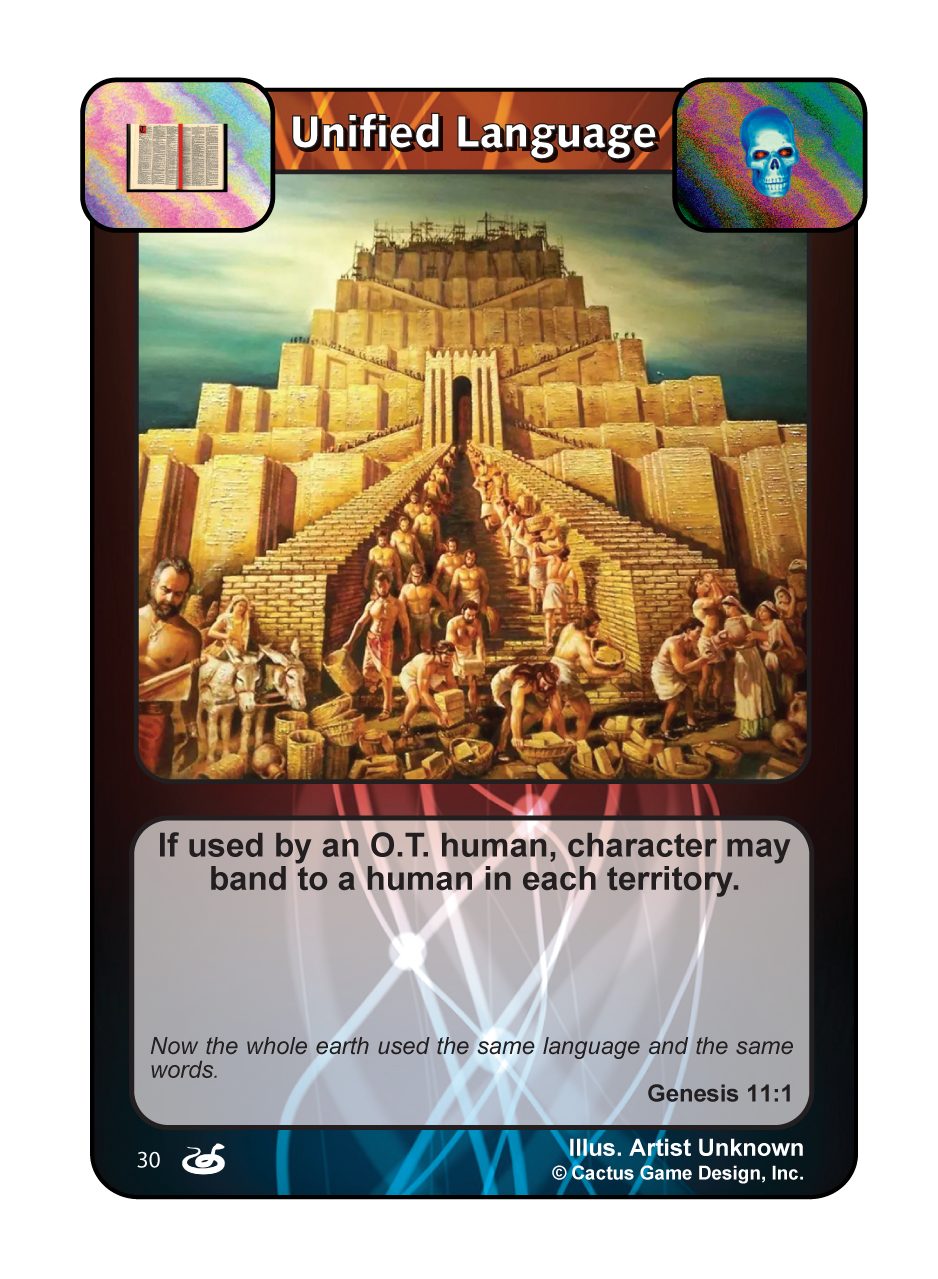 Unified Language
If used by an O.T. human, character may
band to a human in each territory.
Now the whole earth used the same language and the same
words.
Genesis 11:1
30
Illus. Artist Unknown
© Cactus Game Design, Inc.